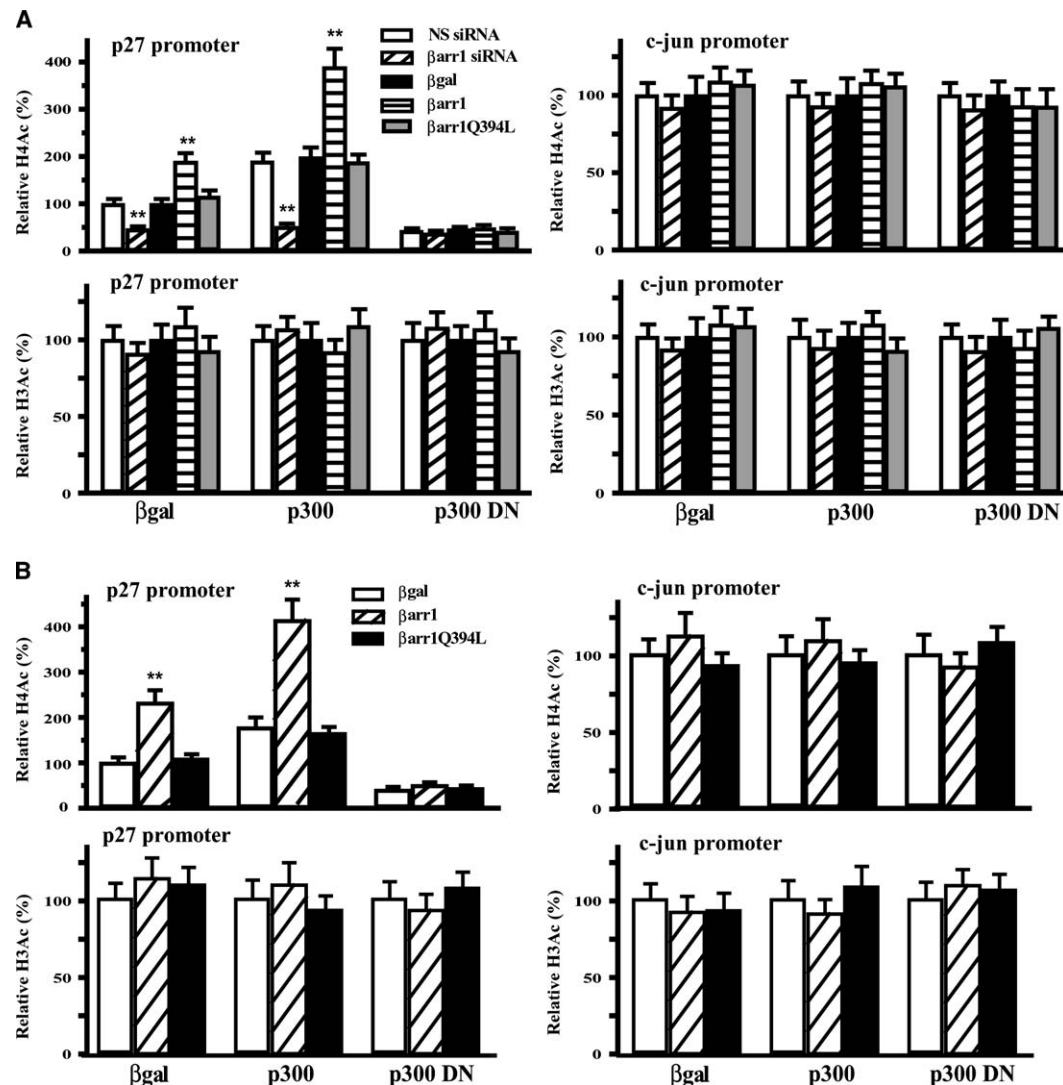 A
p27 promoter
Relative H4Ac (%)
400
300
200
100
0
**
**
**
**
NS siRNA
βarr1 siRNA
βgal
βarr1
βarr1Q394L
c-jun promoter
Relative H4Ac (%)
100
50
0
p27 promoter
Relative H3Ac (%)
100
50
0
βgal
p300
p300 DN
c-jun promoter
Relative H3Ac (%)
100
50
0
βgal
p300
p300 DN
B
p27 promoter
Relative H4Ac (%)
400
300
200
100
0
**
**
βgal
βarr1
βarr1Q394L
c-jun promoter
Relative H4Ac (%)
100
50
0
p27 promoter
Relative H3Ac (%)
100
50
0
βgal
p300
p300 DN
c-jun promoter
Relative H3Ac (%)
100
50
0
βgal
p300
p300 DN